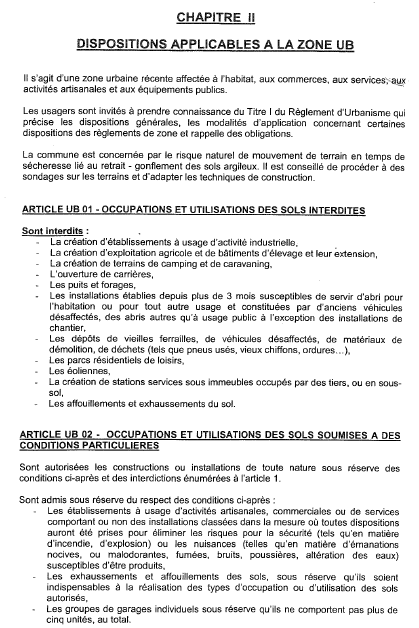 CHAPITRE II
DISPOSITIONS APPLICABLES A LA ZONE UB
Il s'agit d'une zone urbaine récente affectée à l'habitat, aux commerces, aux services, aux
activités artisanales et aux équipements publics.
Les usagers sont invités à prendre connaissance du Titre I du Règlement d'Urbanisme qui
précise les dispositions générales, les modalités d'application concernant certaines
dispositions des règlements de zone et rappelle des obligations.
La commune est concernée par le risque naturel de mouvement de terrain en temps de
sécheresse lié au retrait - gonflement des sols argileux. Il est conseillé de procéder à des
sondages sur les terrains et d'adapter les techniques de construction.
ARTICLE UB 01 - OCCUPATIONS ET UTILISATIONS DES SOLS INTERDITES
Sont interdits :
- La création d'établissements à usage d'activité industrielle,
- La création d'exploitation agricole et de bâtiments d'élevage et leur extension,
- La création de terrains de camping et de caravaning,
- L'ouverture de carrières,
- Les puits et forages,
- Les installations établies depuis plus de 3 mois susceptibles de servir d'abri pour
l'habitation ou pour tout autre usage et constituées par d'anciens véhicules
désaffectés, des abris autres qu'à usage public à l'exception des installations de
chantier,
- Les dépôts de vieilles ferrailles, de véhicules désaffectés, de matériaux de
démolition, de déchets (tels que pneus usés, vieux chiffons, ordures...),
- Les parcs résidentiels de loisirs,
- Les éoliennes,
- La création de stations services sous immeubles occupés par des tiers, ou en sous-
sol,
- Les affouillements et exhaussements du sol.
ARTICLE UB 02 - OCCUPATIONS ET UTILISATIONS DES SOLS SOUMISES A DES
CONDITIONS PARTICULIERES
Sont autorisées les constructions ou installations de toute nature sous réserve des
conditions ci-après et des interdictions énumérées à l'article 1.
Sont admis sous réserve du respect des conditions ci-après :
- Les établissements à usage d'activités artisanales, commerciales ou de services
comportant ou non des installations classées dans la mesure où toutes dispositions
auront été prises pour éliminer les risques pour la sécurité (tels qu'en matière
d'incendie, d'explosion) ou les nuisances (telles qu'en matière d'émanations
nocives, ou malodorantes, fumées, bruits, poussières, altération des eaux)
susceptibles d'être produits,
- Les exhaussements et affouillements des sols, sous réserve qu'ils soient
indispensables à la réalisation des types d'occupation ou d'utilisation des sols
autorisés,
- Les groupes de garages individuels sous réserve qu'ils ne comportent pas plus de
cinq unités, au total.